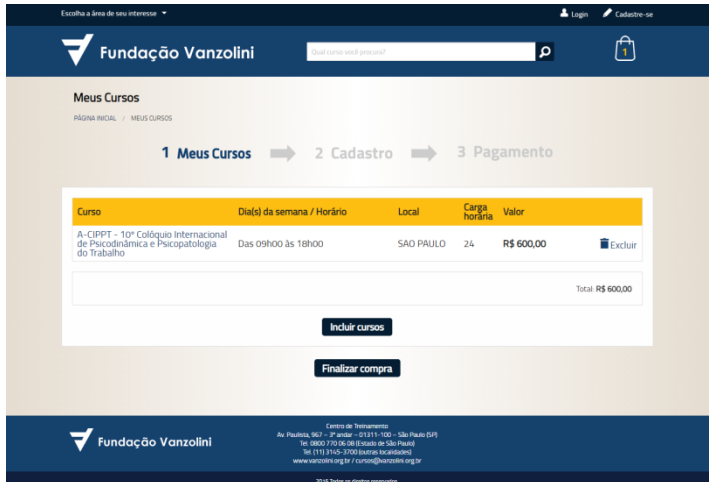 Escolha a área de seu interesse
Login
Cadastre-se
Fundação Vanzolini
Qual curso você procura?
1
Meus Cursos
PÁGINA INICIAL / MEUS CURSOS
1 Meus Cursos
2 Cadastro
3 Pagamento
Curso
Dia(s) da semana / Horário
Local
Carga
horária
Valor
A-CIPPT - 10º Colóquio Internacional
de Psicodinâmica e Psicopatologia
do Trabalho
Das 09h00 às 18h00
SAO PAULO
24
R$ 600,00
Excluir
Total: R$ 600,00
Incluir cursos
Finalizar compra
Fundação Vanzolini
Centro de Treinamento
Av. Paulista, 967 – 3º andar – 01311-100 – São Paulo (SP)
Tel. 0800 770 06 08 (Estado de São Paulo)
Tel. (11) 3145-3700 (outras localidades)
www.vanzolini.org.br / cursos@vanzolini.org.br
2016 Todos os direitos reservados